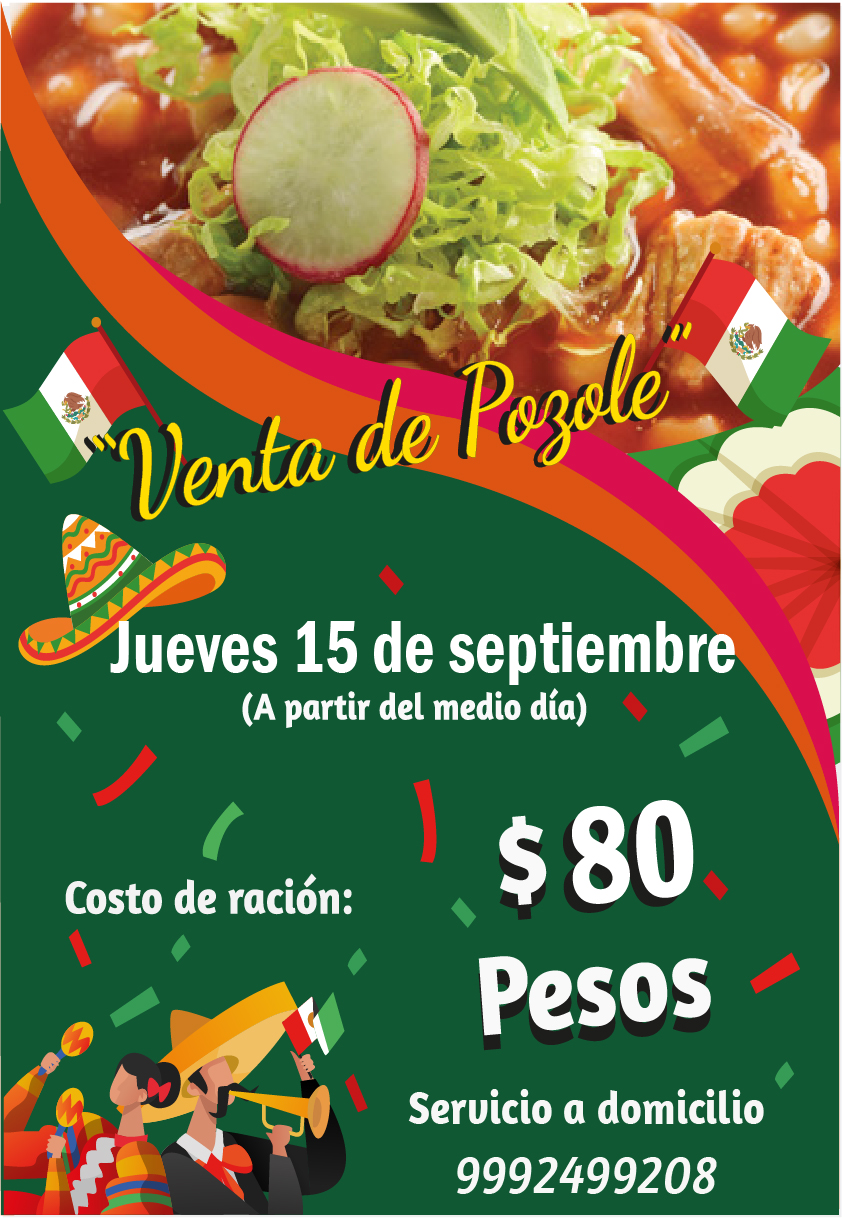 "Venta de Pozole"
Jueves 15 de septiembre
(A partir del medio día)
$ 80
Costo de ración:
Pesos
Servicio a domicilio
9992499208